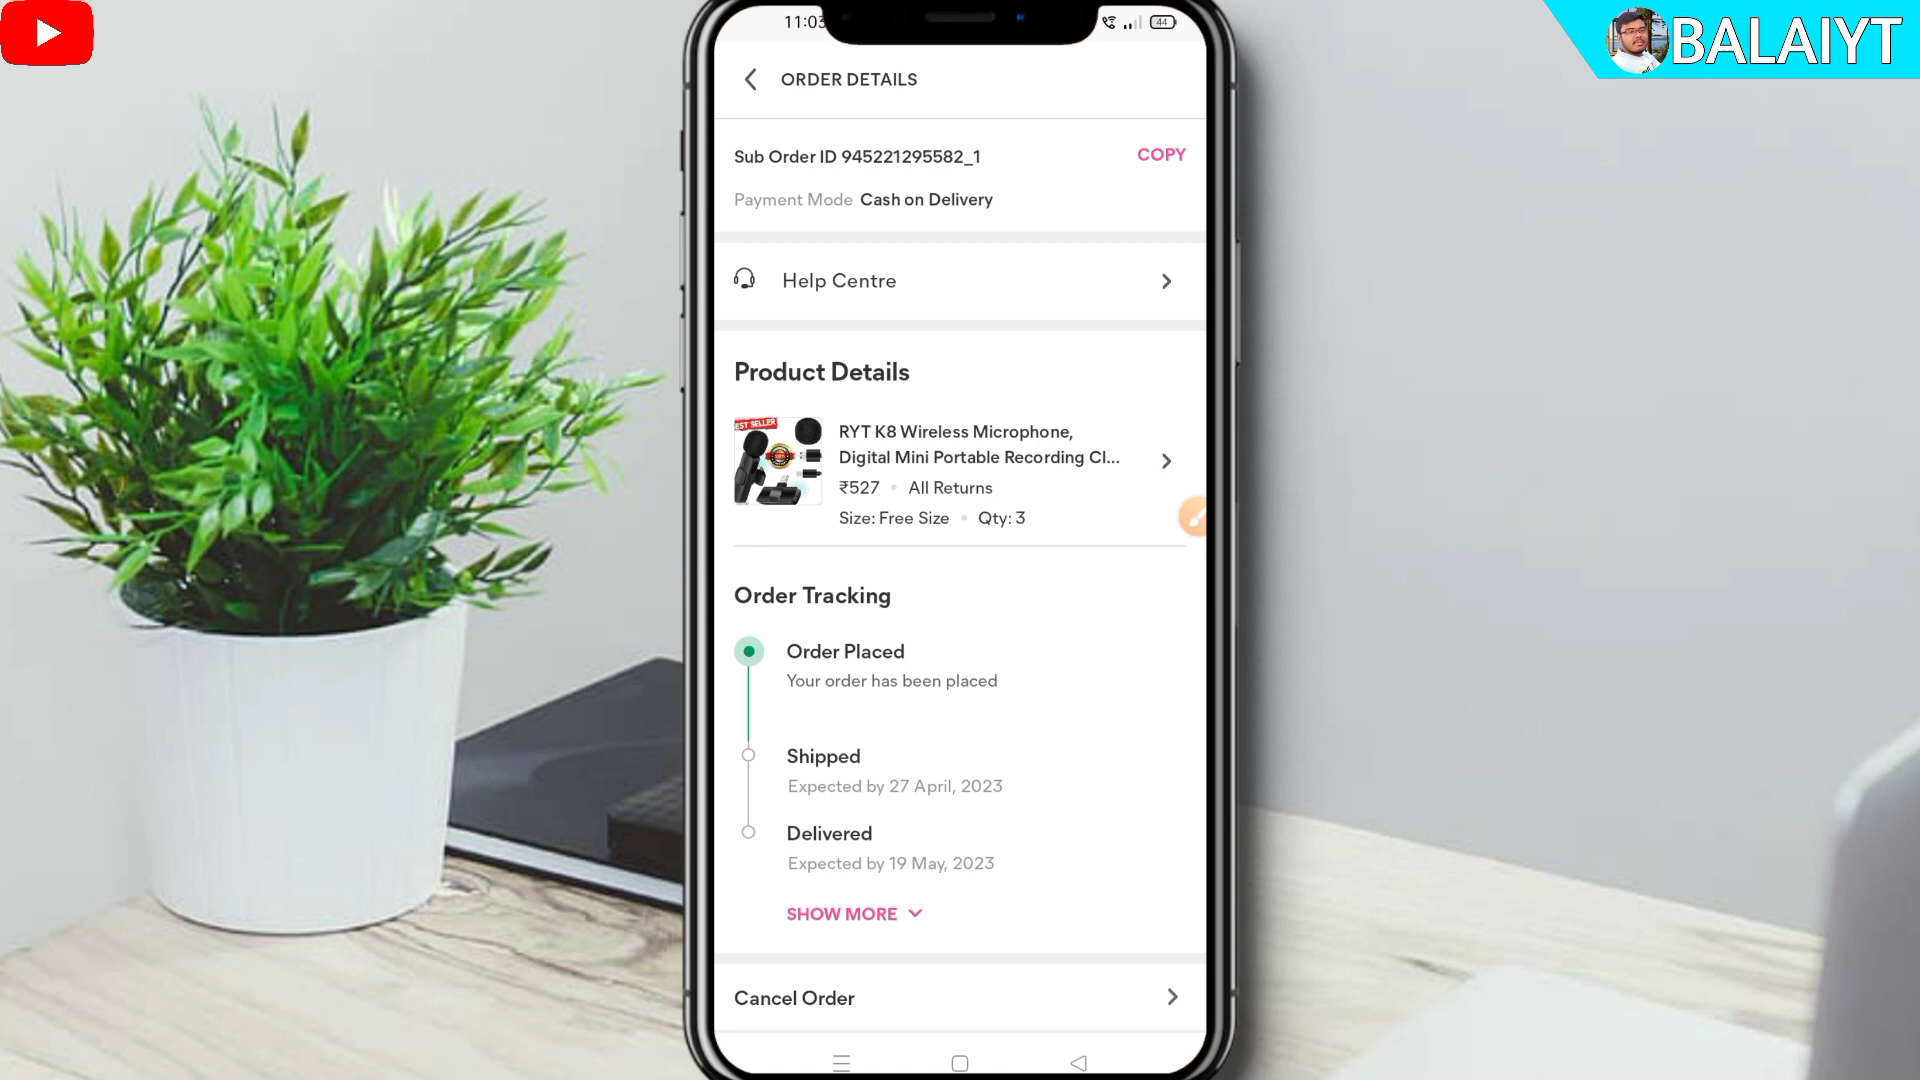 BALAIYT
11:03
44
ORDER DETAILS
Sub Order ID 945221295582_1
COPY
Payment Mode Cash on Delivery
Help Centre
Product Details
EST SELLER
RYT K8 Wireless Microphone,
Digital Mini Portable Recording Cl...
₹527 • All Returns
Size: Free Size • Qty: 3
Order Tracking
Order Placed
Your order has been placed
Shipped
Expected by 27 April, 2023
Delivered
Expected by 19 May, 2023
SHOW MORE
Cancel Order